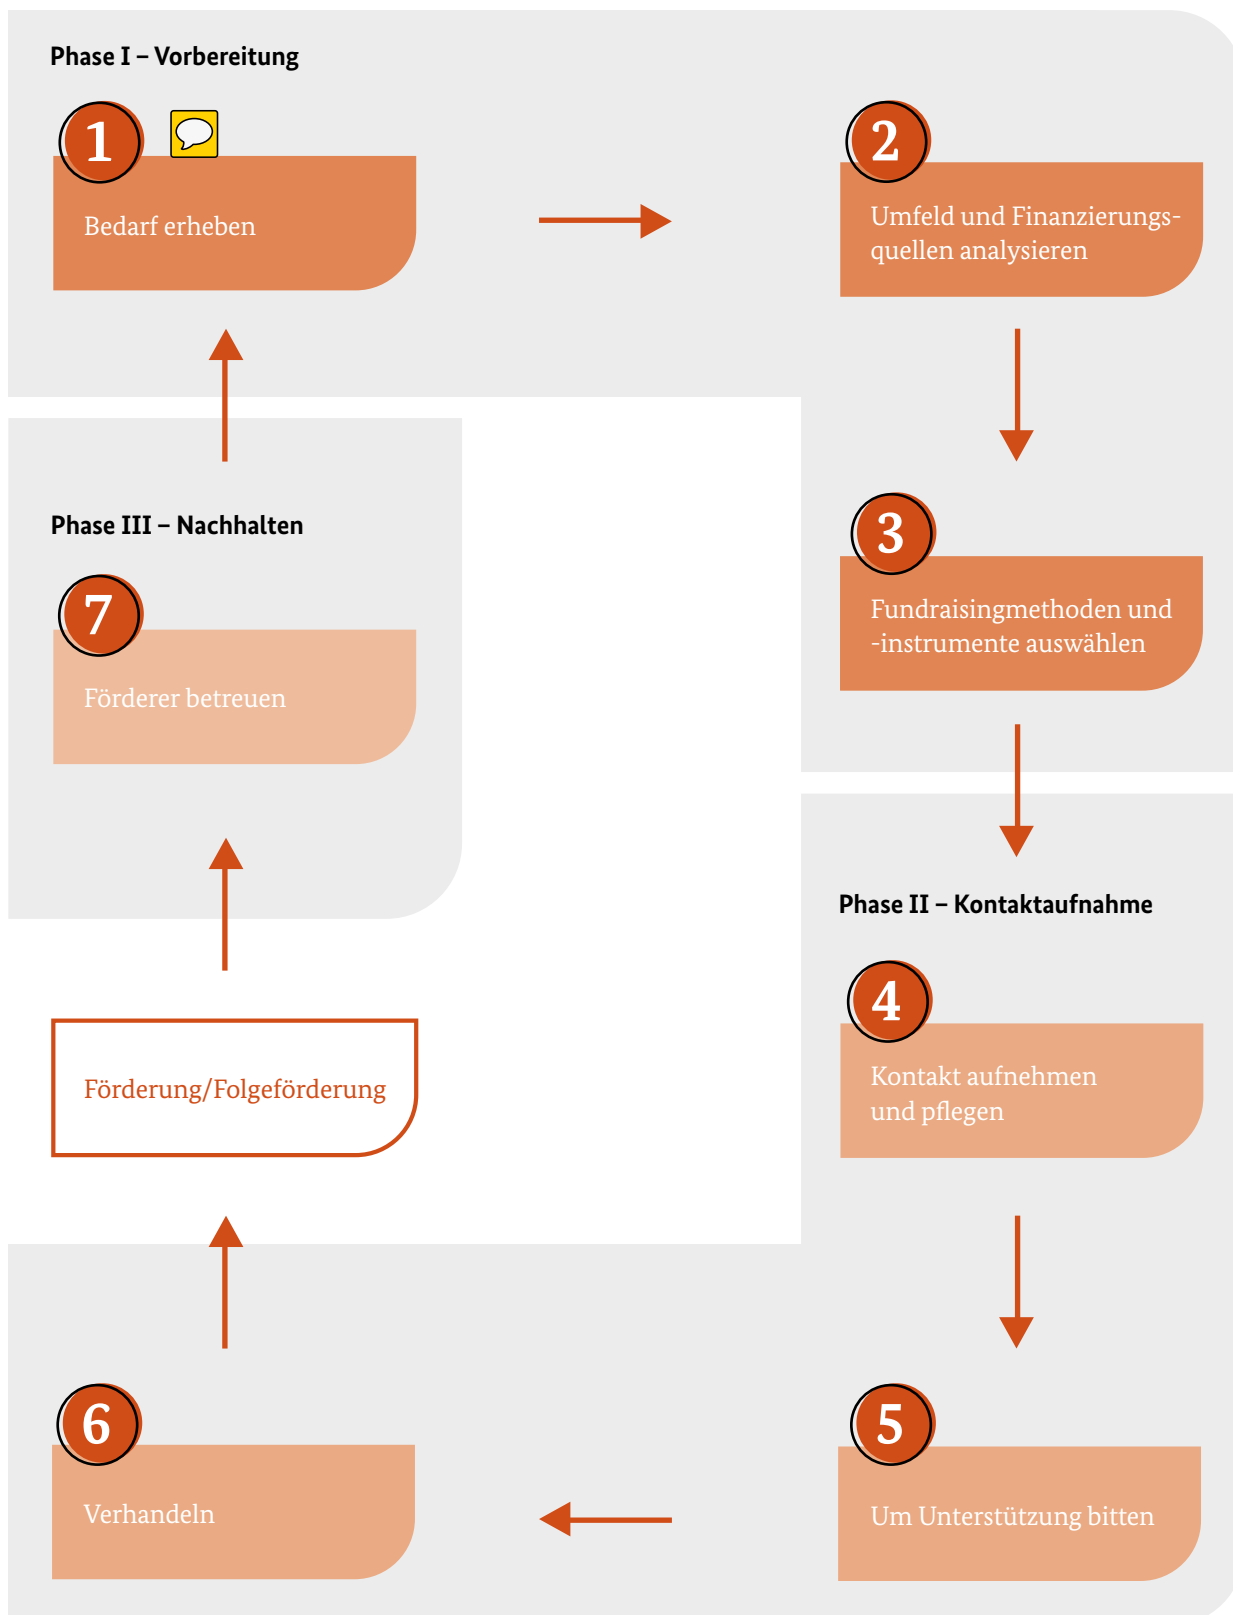 Phase I – Vorbereitung
1
Bedarf erheben
2
Umfeld und Finanzierungs-
quellen analysieren
3
Fundraisingmethoden und
-instrumente auswählen
Phase II – Kontaktaufnahme
4
Kontakt aufnehmen
und pflegen
5
Um Unterstützung bitten
6
Verhandeln
Förderung/Folgeförderung
Phase III – Nachhalten
7
Förderer betreuen